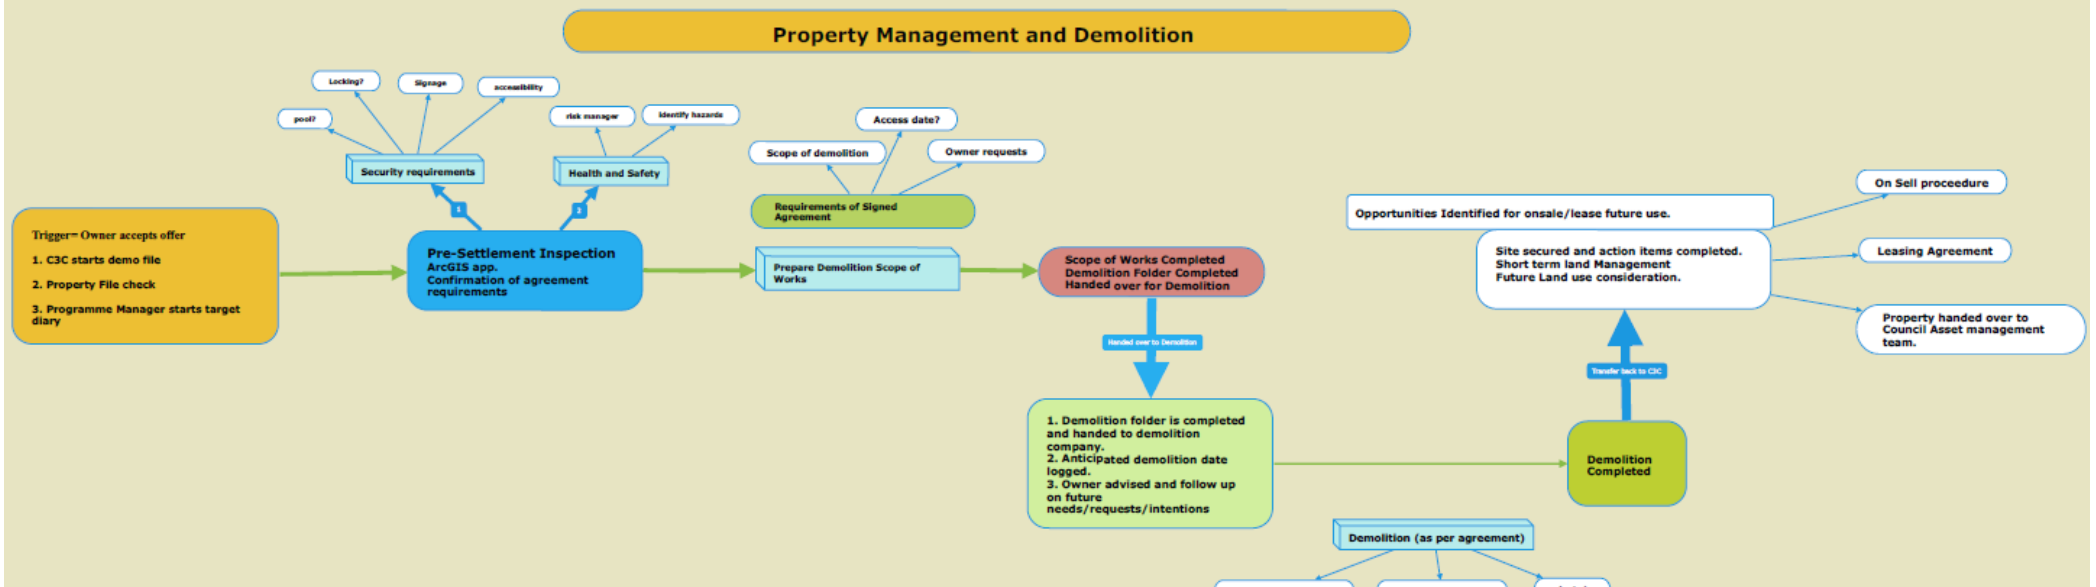 Property Management and Demolition
Locking?
Signage
accessibility
pool?
risk manager
identify hazards
Security requirements
Health and Safety
1
2
Access date?
Scope of demolition
Owner requests
Requirements of Signed
Agreement
Trigger= Owner accepts offer
1. C3C starts demo file
2. Property File check
3. Programme Manager starts target
diary
Pre-Settlement Inspection
ArcGIS app.
Confirmation of agreement
requirements
Prepare Demolition Scope of
Works
Scope of Works Completed
Demolition Folder Completed
Handed over for Demolition
Handed over to Demolition
1. Demolition folder is completed
and handed to demolition
company.
2. Anticipated demolition date
logged.
3. Owner advised and follow up
on future
needs/requests/intentions
Demolition
Completed
Transfer back to C3C
Opportunities Identified for onsale/lease future use.
Site secured and action items completed.
Short term land Management
Future Land use consideration.
On Sell proceedure
Leasing Agreement
Property handed over to
Council Asset management
team.
Demolition (as per agreement)